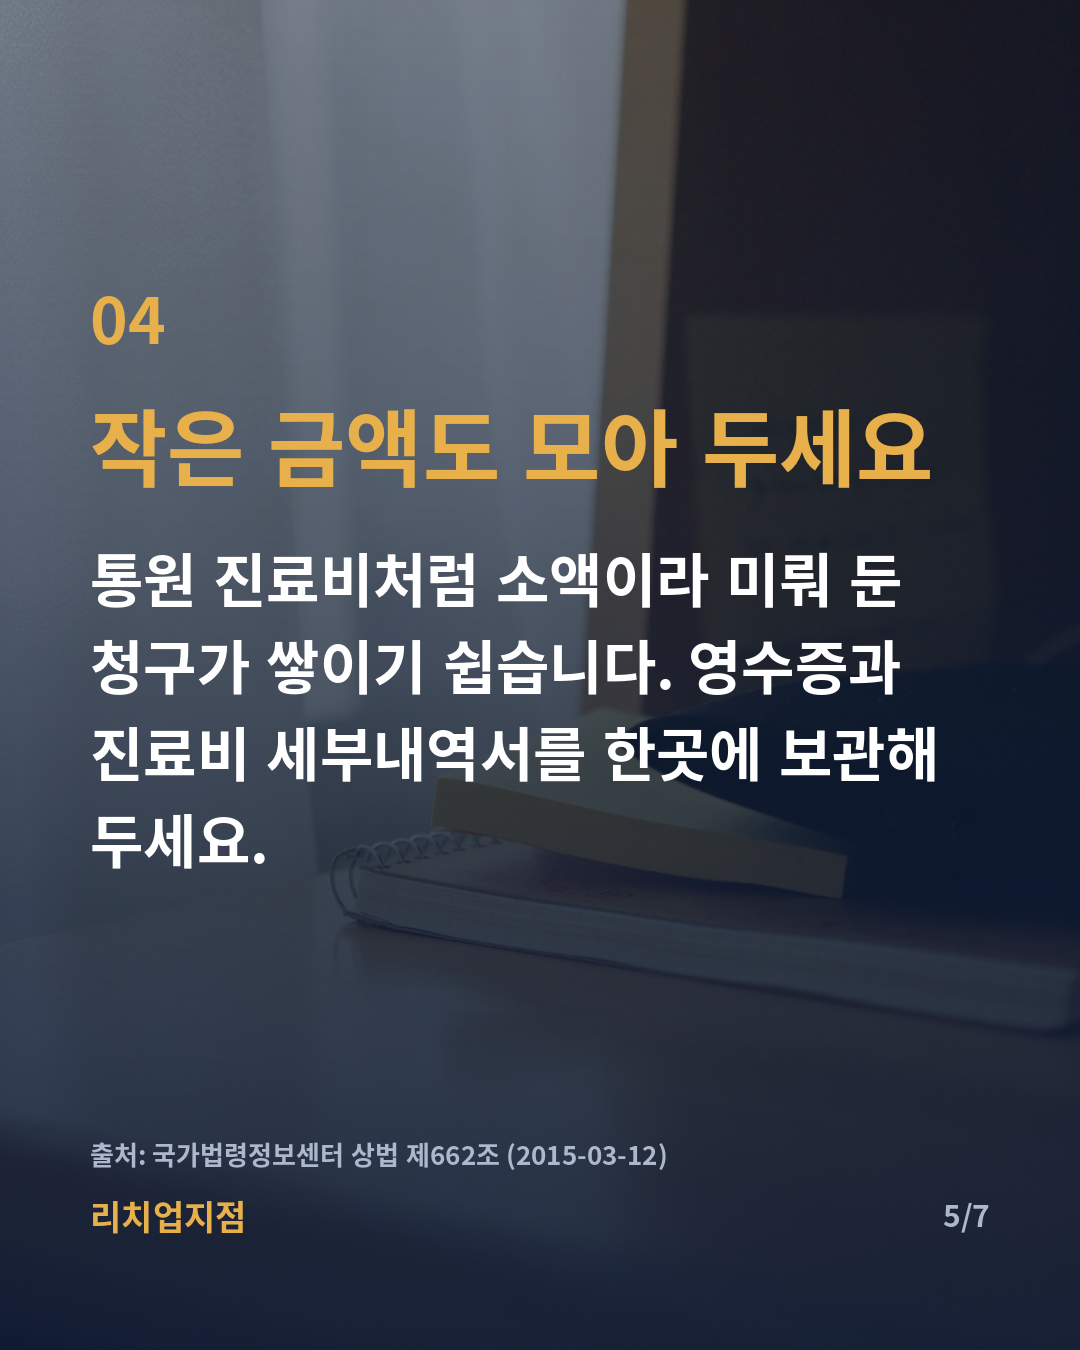 04
작은 금액도 모아 두세요
통원 진료비처럼 소액이라 미뤄 둔
청구가 쌓이기 쉽습니다. 영수증과
진료비 세부내역서를 한곳에 보관해
두세요.
출처: 국가법령정보센터 상법 제662조 (2015-03-12)
리치업지점
5/7